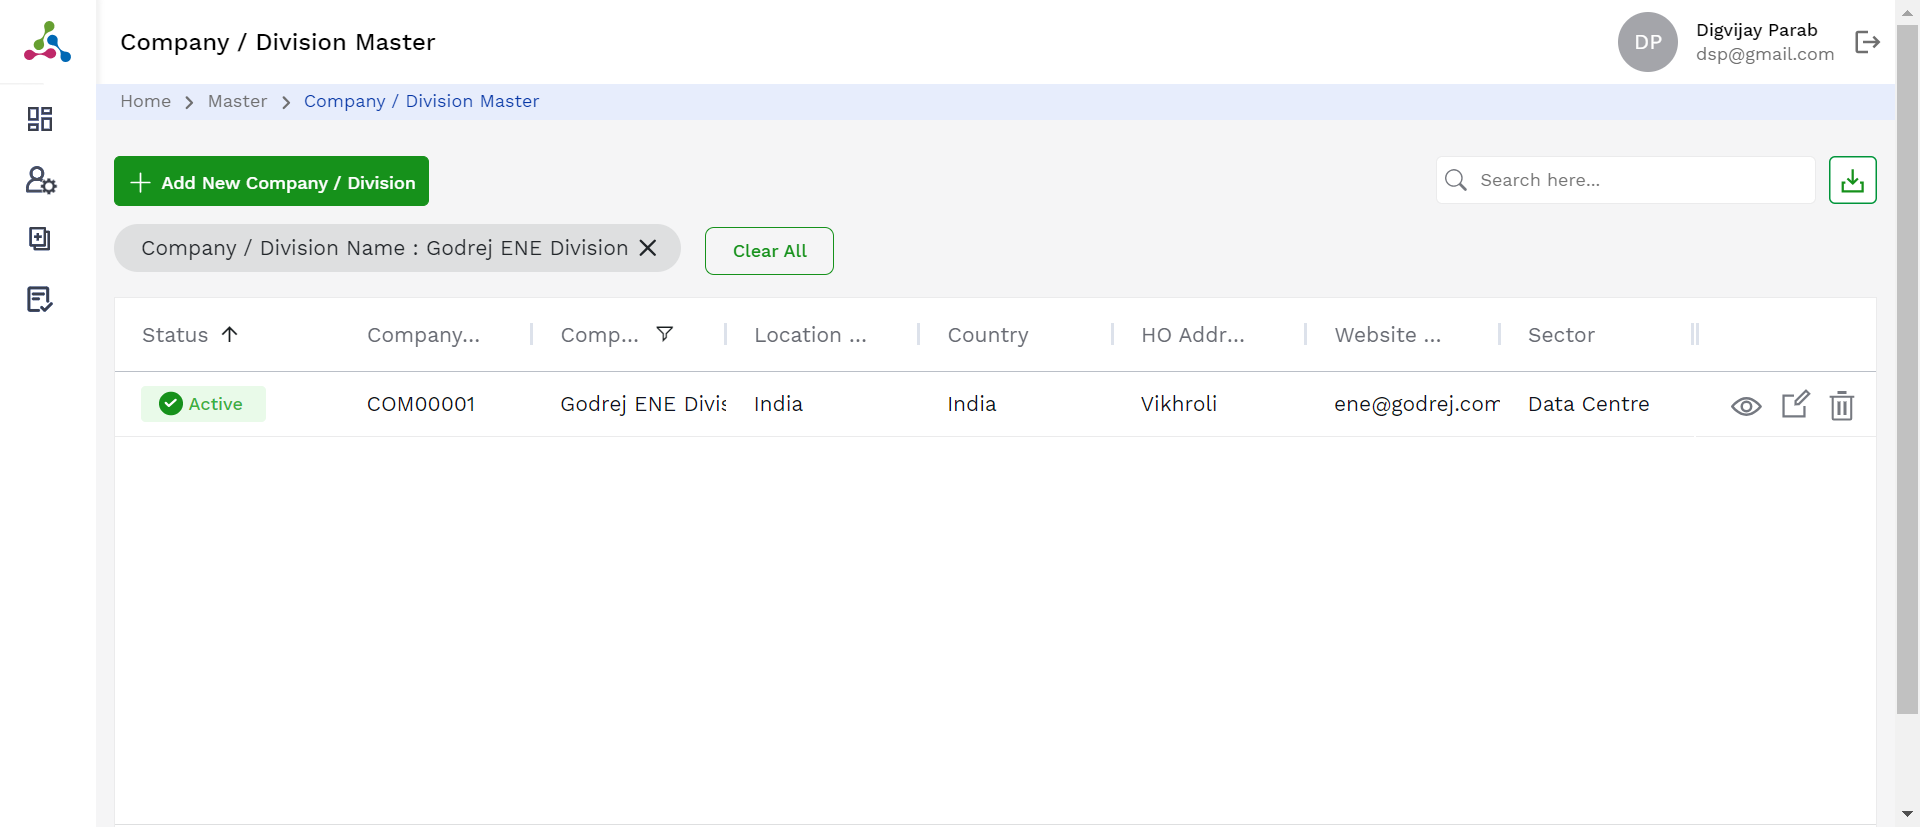 Company / Division Master
DP
Digvijay Parab
dsp@gmail.com
Home > Master > Company / Division Master
Add New Company / Division
Search here...
Company / Division Name : Godrej ENE Division
Clear All
Status Company... Comp... Location ... Country HO Addr... Website ... Sector
Active COM00001 Godrej ENE Divis India India Vikhroli ene@godrej.com Data Centre